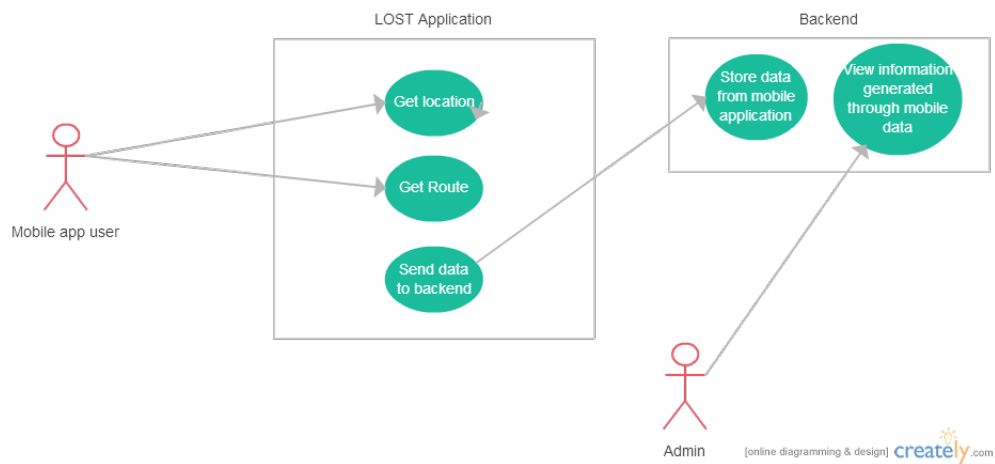 LOST Application
Backend
Get location
Get Route
Send data
to backend
Store data
from mobile
application
View information
generated
through mobile
data
Mobile app user
Admin
[online diagramming & design] creately.com